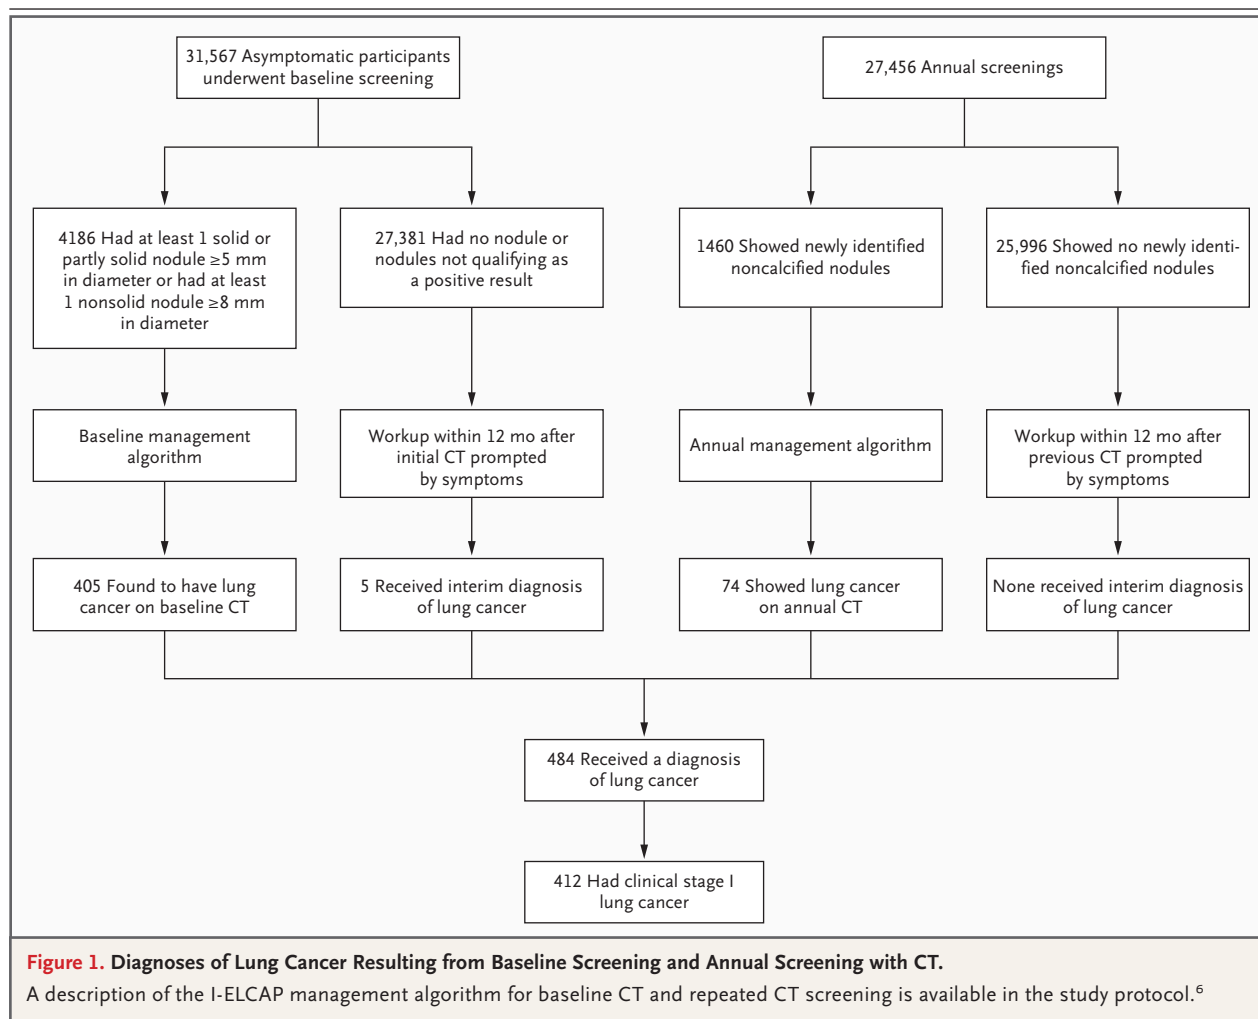 31,567 Asymptomatic participants
underwent baseline screening
27,456 Annual screenings
4186 Had at least 1 solid or
partly solid nodule ≥5 mm
in diameter or had at least
1 nonsolid nodule ≥8 mm
in diameter
27,381 Had no nodule or
nodules not qualifying as
a positive result
1460 Showed newly identified
noncalcified nodules
25,996 Showed no newly identi-
fied noncalcified nodules
Baseline management
algorithm
Workup within 12 mo after
initial CT prompted
by symptoms
Annual management algorithm
Workup within 12 mo after
previous CT prompted
by symptoms
405 Found to have lung
cancer on baseline CT
5 Received interim diagnosis
of lung cancer
74 Showed lung cancer
on annual CT
None received interim diagnosis
of lung cancer
484 Received a diagnosis
of lung cancer
412 Had clinical stage I
lung cancer
Figure 1. Diagnoses of Lung Cancer Resulting from Baseline Screening and Annual Screening with CT.
A description of the I-ELCAP management algorithm for baseline CT and repeated CT screening is available in the study protocol.⁶